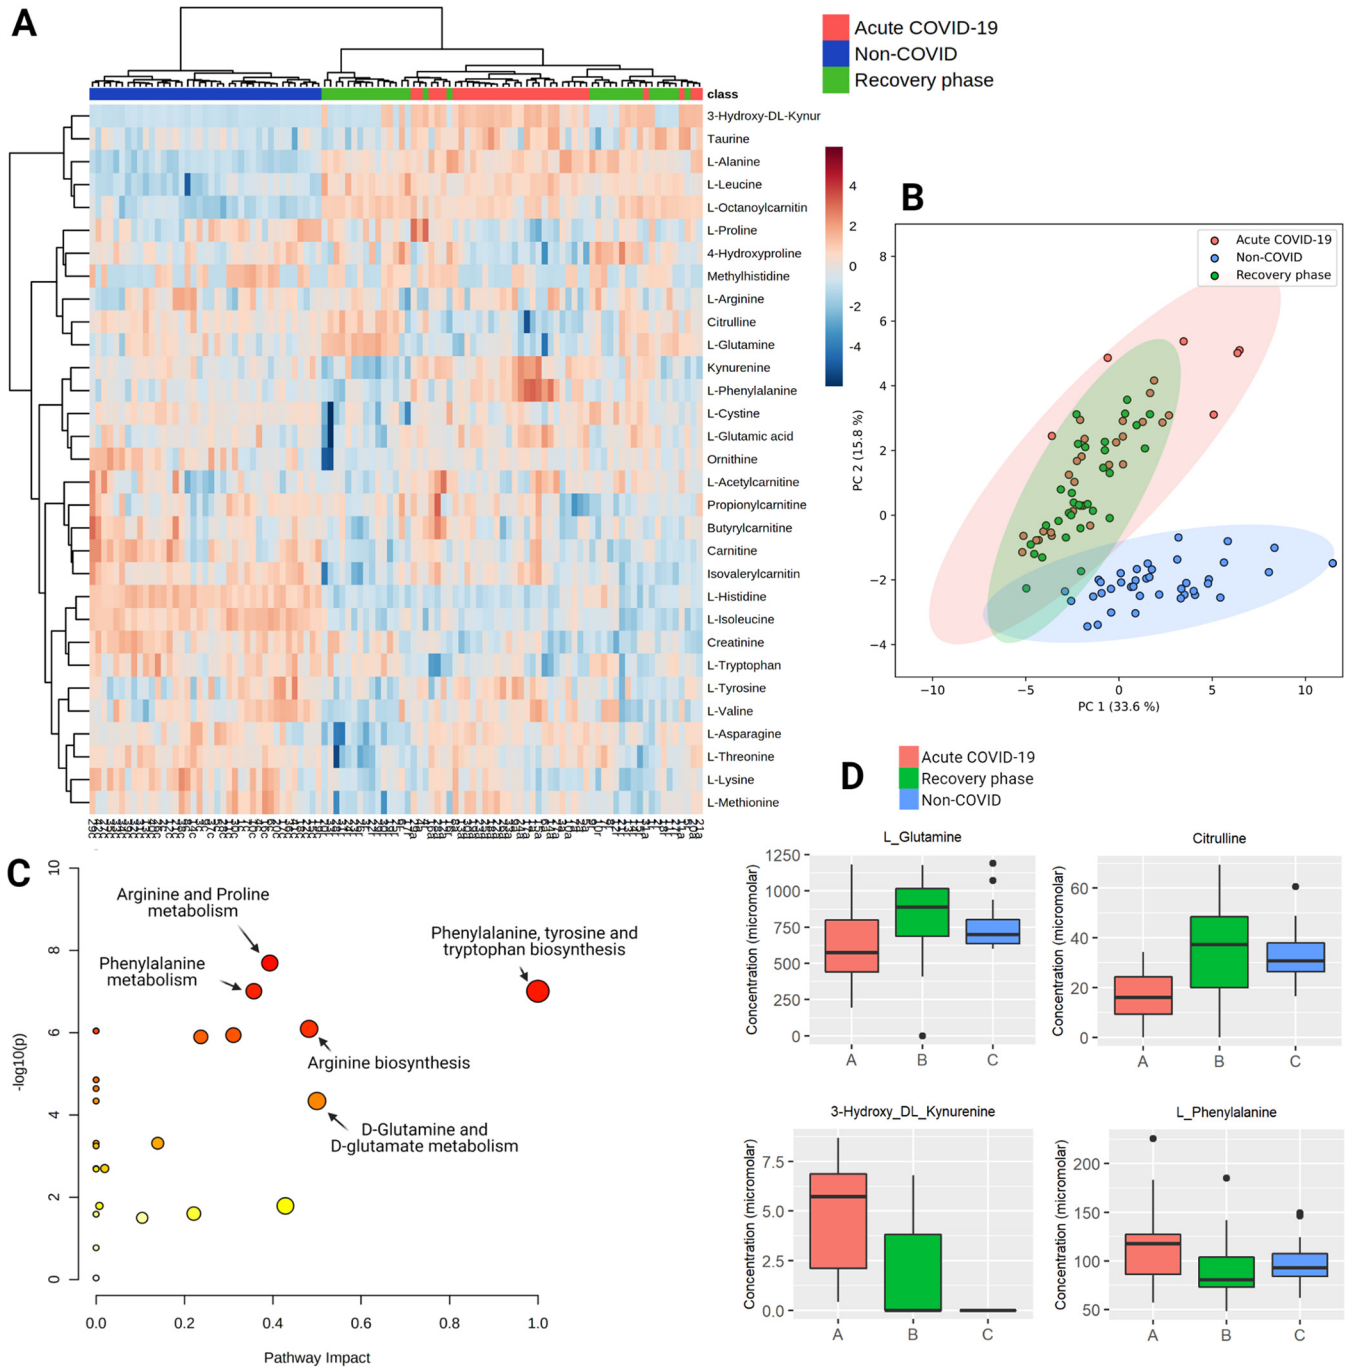 A
Acute COVID-19
Non-COVID
Recovery phase
class
3-Hydroxy-DL-Kynur
Taurine
L-Alanine
L-Leucine
L-Octanoylcarnitin
L-Proline
4-Hydroxyproline
Methylhistidine
L-Arginine
Citrulline
L-Glutamine
Kynurenine
L-Phenylalanine
L-Cystine
L-Glutamic acid
Ornithine
L-Acetylcarnitine
Propionylcarnitine
Butyrylcarnitine
Carnitine
Isovalerylcarnitin
L-Histidine
L-Isoleucine
Creatinine
L-Tryptophan
L-Tyrosine
L-Valine
L-Asparagine
L-Threonine
L-Lysine
L-Methionine
4
2
0
-2
-4
B
Acute COVID-19
Non-COVID
Recovery phase
8
6
4
2
0
−2
−4
PC 2 (15.8 %)
−10
−5
0
5
10
PC 1 (33.6 %)
C
10
8
6
4
2
0
-log10(p)
Arginine and Proline
metabolism
Phenylalanine
metabolism
Phenylalanine, tyrosine and
tryptophan biosynthesis
Arginine biosynthesis
D-Glutamine and
D-glutamate metabolism
0.0
0.2
0.4
0.6
0.8
1.0
Pathway Impact
D
Acute COVID-19
Recovery phase
Non-COVID
L_Glutamine
Concentration (micromolar)
1250
1000
750
500
250
0
A
B
C
Citrulline
Concentration (micromolar)
60
40
20
0
A
B
C
3-Hydroxy_DL_Kynurenine
Concentration (micromolar)
7.5
5.0
2.5
0.0
A
B
C
L_Phenylalanine
Concentration (micromolar)
200
150
100
50
A
B
C